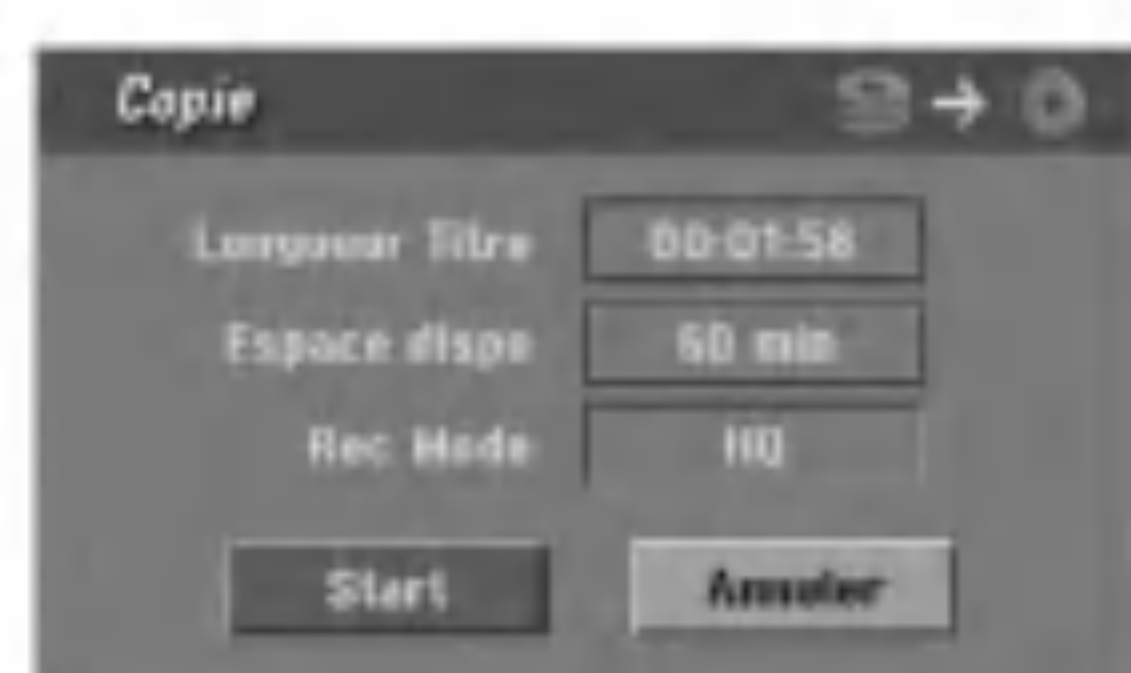 Copie
Longueur Titre 00:01:58
Espace dispo 60 min
Rec Mode HQ
Start Annuler